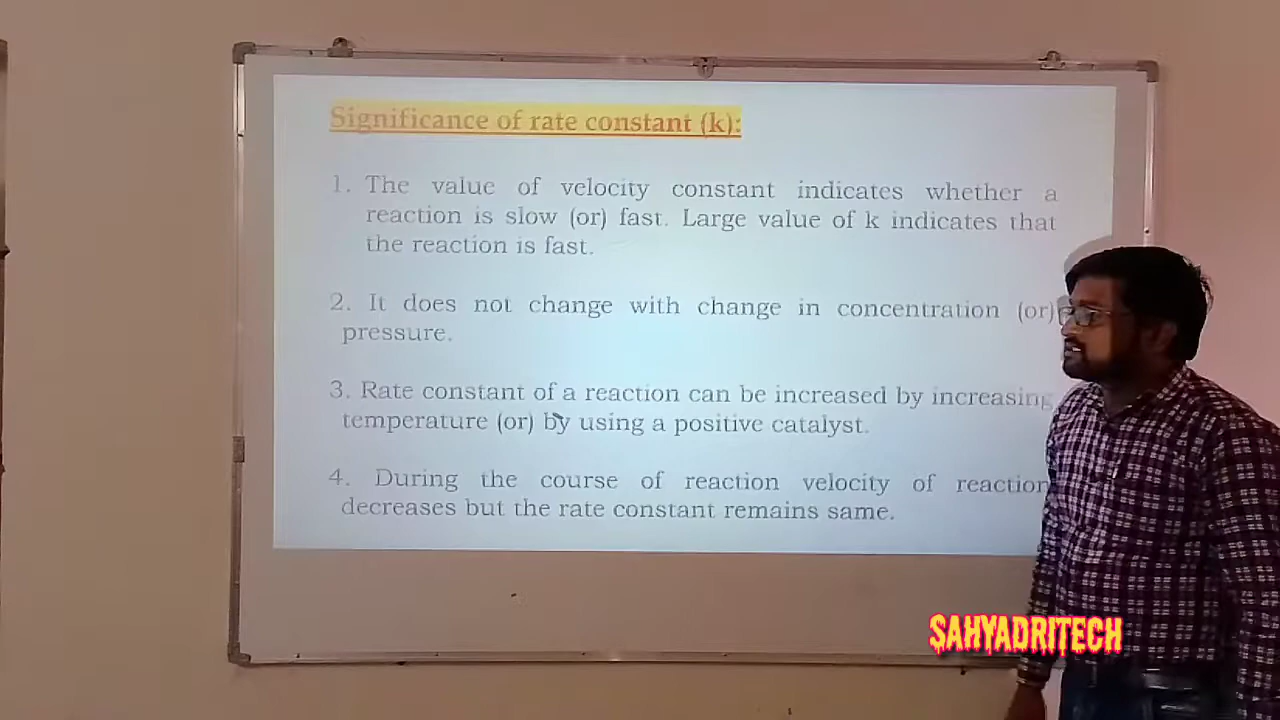 Significance of rate constant (k):
1. The value of velocity constant indicates whether a
reaction is slow (or) fast. Large value of k indicates that
the reaction is fast.
2. It does not change with change in concentration (or)
pressure.
3. Rate constant of a reaction can be increased by increasing
temperature (or) by using a positive catalyst.
4. During the course of reaction velocity of reaction
decreases but the rate constant remains same.
SAHYADRITECH